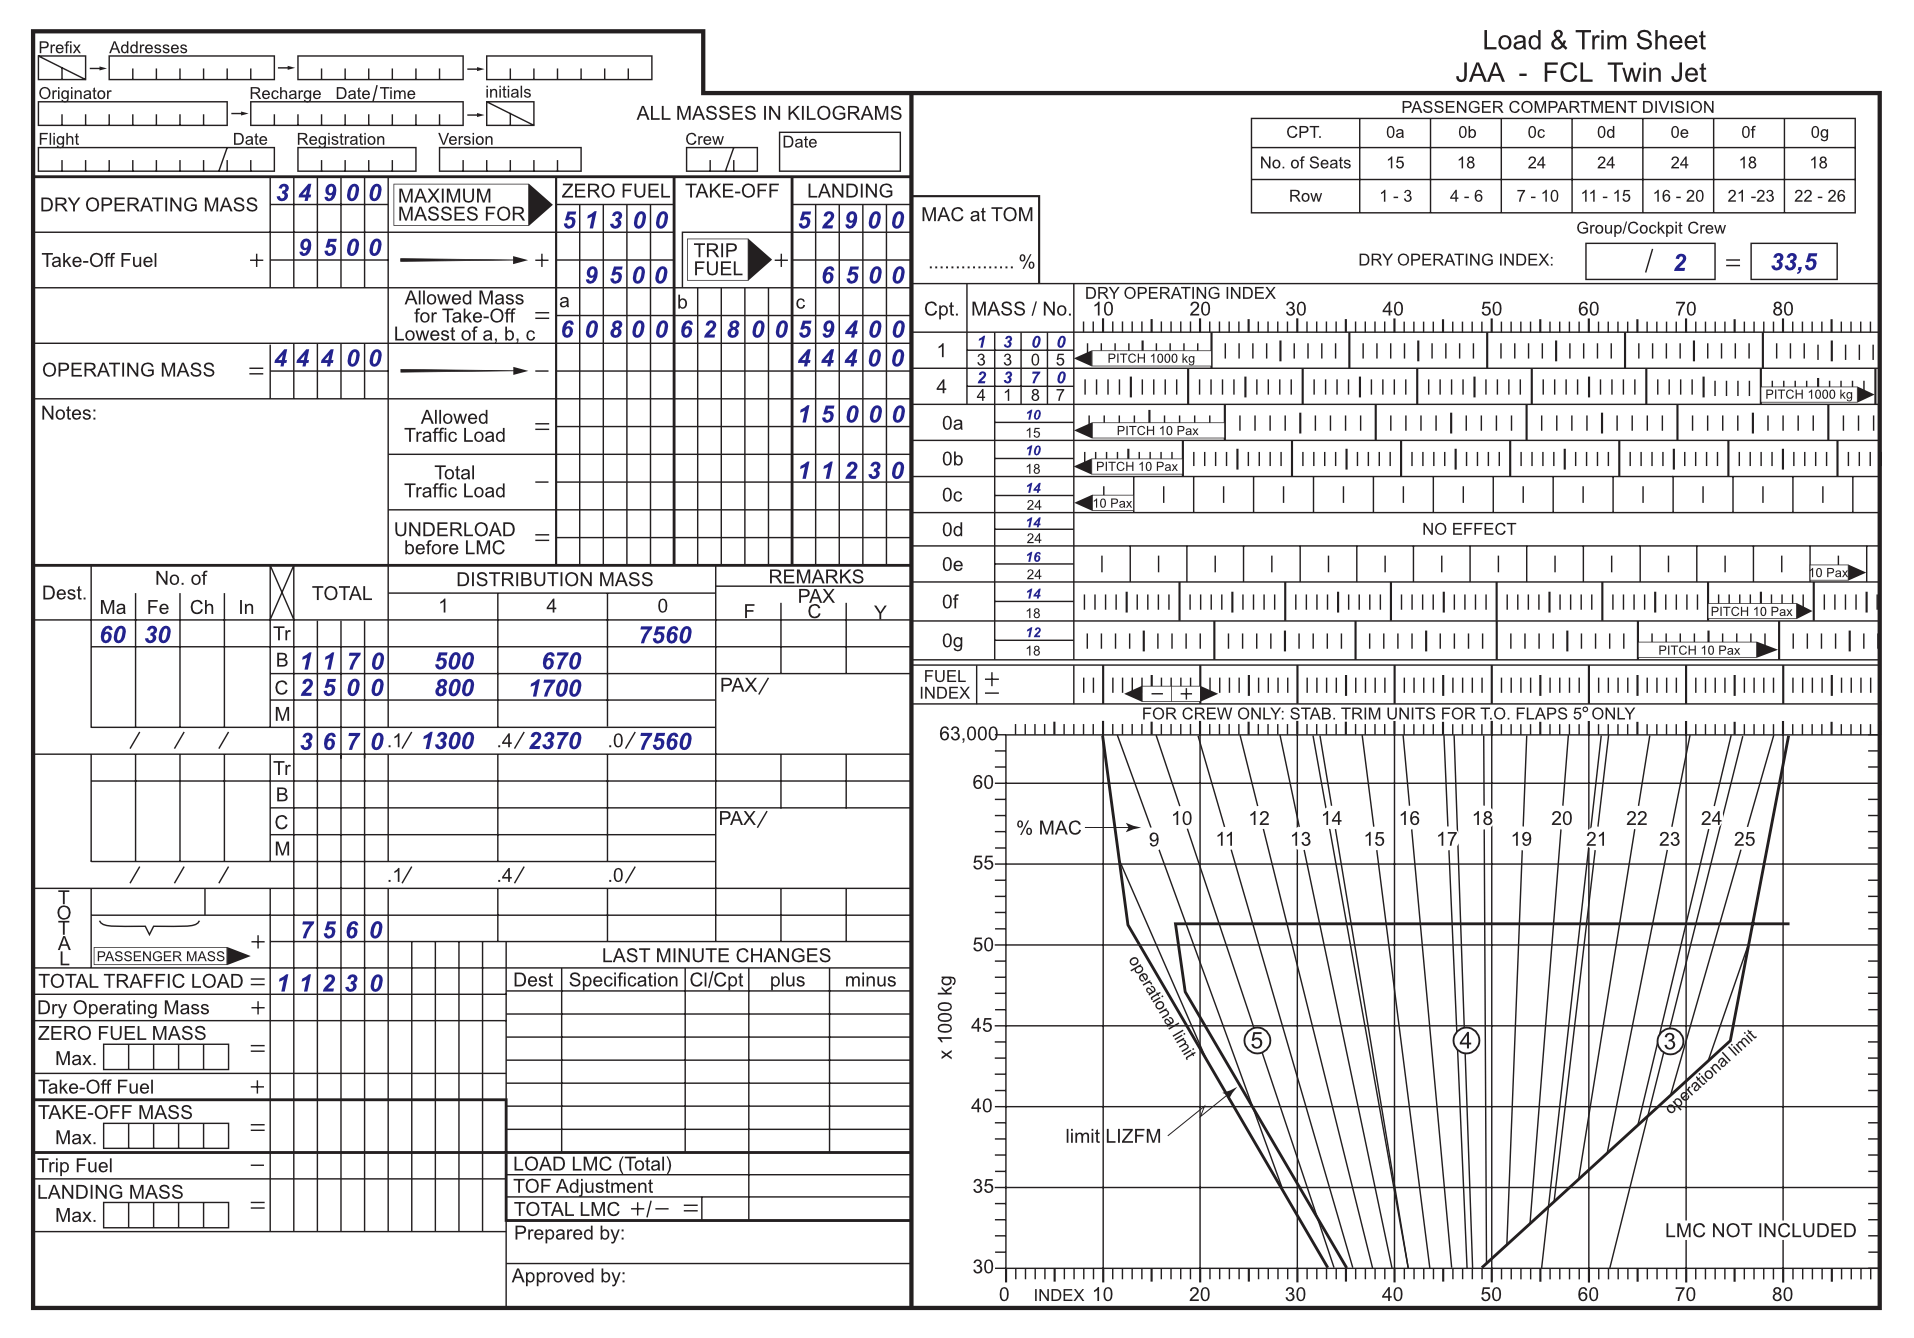 Load & Trim Sheet
JAA - FCL Twin Jet
Prefix Addresses
Originator Recharge Date/Time initials
ALL MASSES IN KILOGRAMS
Flight Date Registration Version Crew Date
DRY OPERATING MASS 34900 MAXIMUM MASSES FOR ZERO FUEL TAKE-OFF LANDING
51300 52900
Take-Off Fuel + 9500 + TRIP FUEL +
9500 6500
Allowed Mass for Take-Off Lowest of a, b, c = a b c
60800 62800 59400
OPERATING MASS = 44400 − 44400
Notes:
Allowed Traffic Load = 15000
Total Traffic Load − 11230
UNDERLOAD before LMC =
Dest. No. of TOTAL DISTRIBUTION MASS REMARKS
PAX
Ma Fe Ch In 1 4 0 F C Y
60 30 Tr 7560
B 1170 500 670
C 2500 800 1700 PAX/
M
/ / / 3670 .1/ 1300 .4/ 2370 .0/ 7560
Tr
B
C PAX/
M
/ / / .1/ .4/ .0/
TOTAL
PASSENGER MASS + 7560
TOTAL TRAFFIC LOAD = 11230
Dry Operating Mass +
ZERO FUEL MASS
Max. =
Take-Off Fuel +
TAKE-OFF MASS
Max. =
Trip Fuel −
LANDING MASS
Max. =
LAST MINUTE CHANGES
Dest Specification Cl/Cpt plus minus
LOAD LMC (Total)
TOF Adjustment
TOTAL LMC +/− =
Prepared by:
Approved by:
PASSENGER COMPARTMENT DIVISION
CPT. 0a 0b 0c 0d 0e 0f 0g
No. of Seats 15 18 24 24 24 18 18
Row 1 - 3 4 - 6 7 - 10 11 - 15 16 - 20 21 -23 22 - 26
MAC at TOM
................ %
Group/Cockpit Crew
DRY OPERATING INDEX: / 2 = 33,5
Cpt. MASS / No. DRY OPERATING INDEX
10 20 30 40 50 60 70 80
1 1300
3305 PITCH 1000 kg
4 2370
4187 PITCH 1000 kg
0a 10
15 PITCH 10 Pax
0b 10
18 PITCH 10 Pax
0c 14
24 10 Pax
0d 14
24 NO EFFECT
0e 16
24 10 Pax
0f 14
18 PITCH 10 Pax
0g 12
18 PITCH 10 Pax
FUEL INDEX + − − +
FOR CREW ONLY: STAB. TRIM UNITS FOR T.O. FLAPS 5° ONLY
63,000
60
10 12 14 16 18 20 22 24
% MAC
9 11 13 15 17 19 21 23 25
55
50
operational limit
x 1000 kg
45
5 4 3
operational limit
40
limit LIZFM
35
LMC NOT INCLUDED
30
0 INDEX 10 20 30 40 50 60 70 80